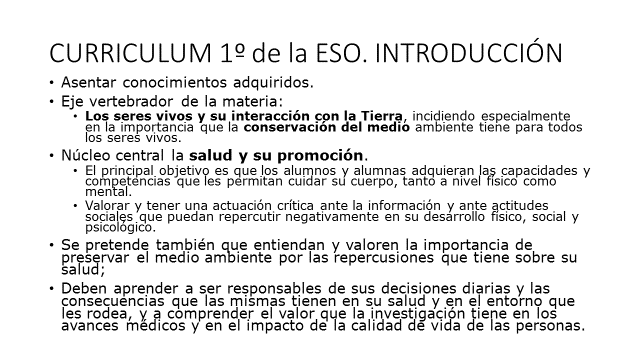 CURRICULUM 1º de la ESO. INTRODUCCIÓN
• Asentar conocimientos adquiridos.
• Eje vertebrador de la materia:
• Los seres vivos y su interacción con la Tierra, incidiendo especialmente
en la importancia que la conservación del medio ambiente tiene para todos
los seres vivos.
• Núcleo central la salud y su promoción.
• El principal objetivo es que los alumnos y alumnas adquieran las capacidades y
competencias que les permitan cuidar su cuerpo, tanto a nivel físico como
mental.
• Valorar y tener una actuación crítica ante la información y ante actitudes
sociales que puedan repercutir negativamente en su desarrollo físico, social y
psicológico.
• Se pretende también que entiendan y valoren la importancia de
preservar el medio ambiente por las repercusiones que tiene sobre su
salud;
• Deben aprender a ser responsables de sus decisiones diarias y las
consecuencias que las mismas tienen en su salud y en el entorno que
les rodea, y a comprender el valor que la investigación tiene en los
avances médicos y en el impacto de la calidad de vida de las personas.